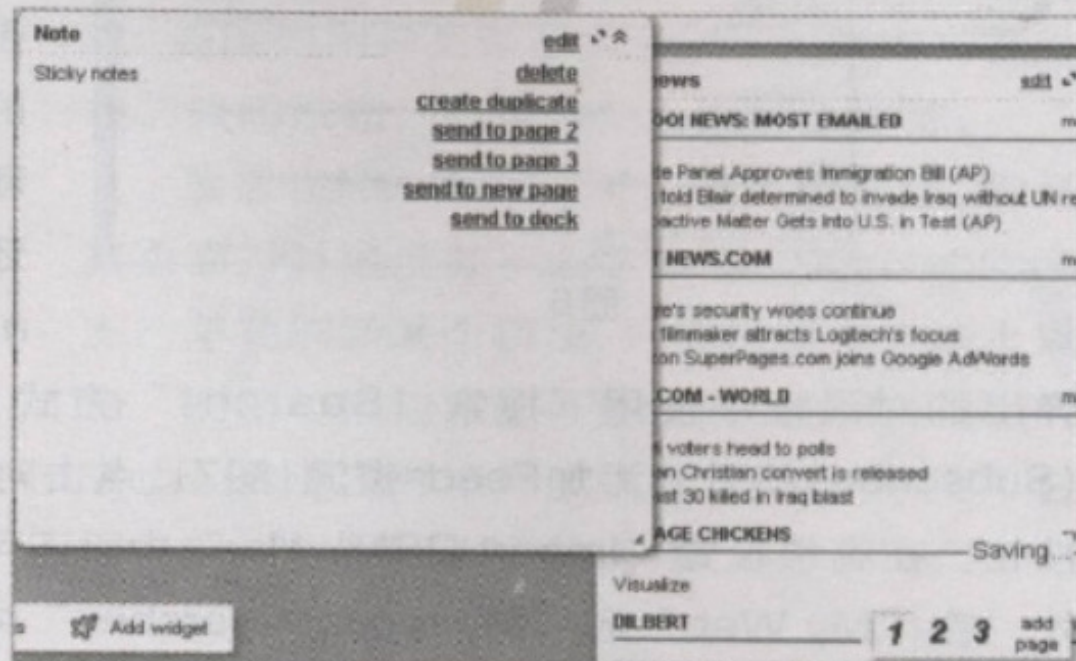 Note
edit
Sticky notes
delete
create duplicate
send to page 2
send to page 3
send to new page
send to dock
ews
edit
OO! NEWS: MOST EMAILED
te Panel Approves Immigration Bill (AP)
told Blair determined to invade Iraq without UN re
active Matter Gets into U.S. in Test (AP)
T NEWS.COM
e's security woes continue
filmmaker attracts Logitech's focus
on SuperPages.com joins Google AdWords
.COM - WORLD
voters head to polls
en Christian convert is released
st 30 killed in Iraq blast
AGE CHICKENS
Saving...
Visualize
DILBERT
1 2 3 add page
s Add widget